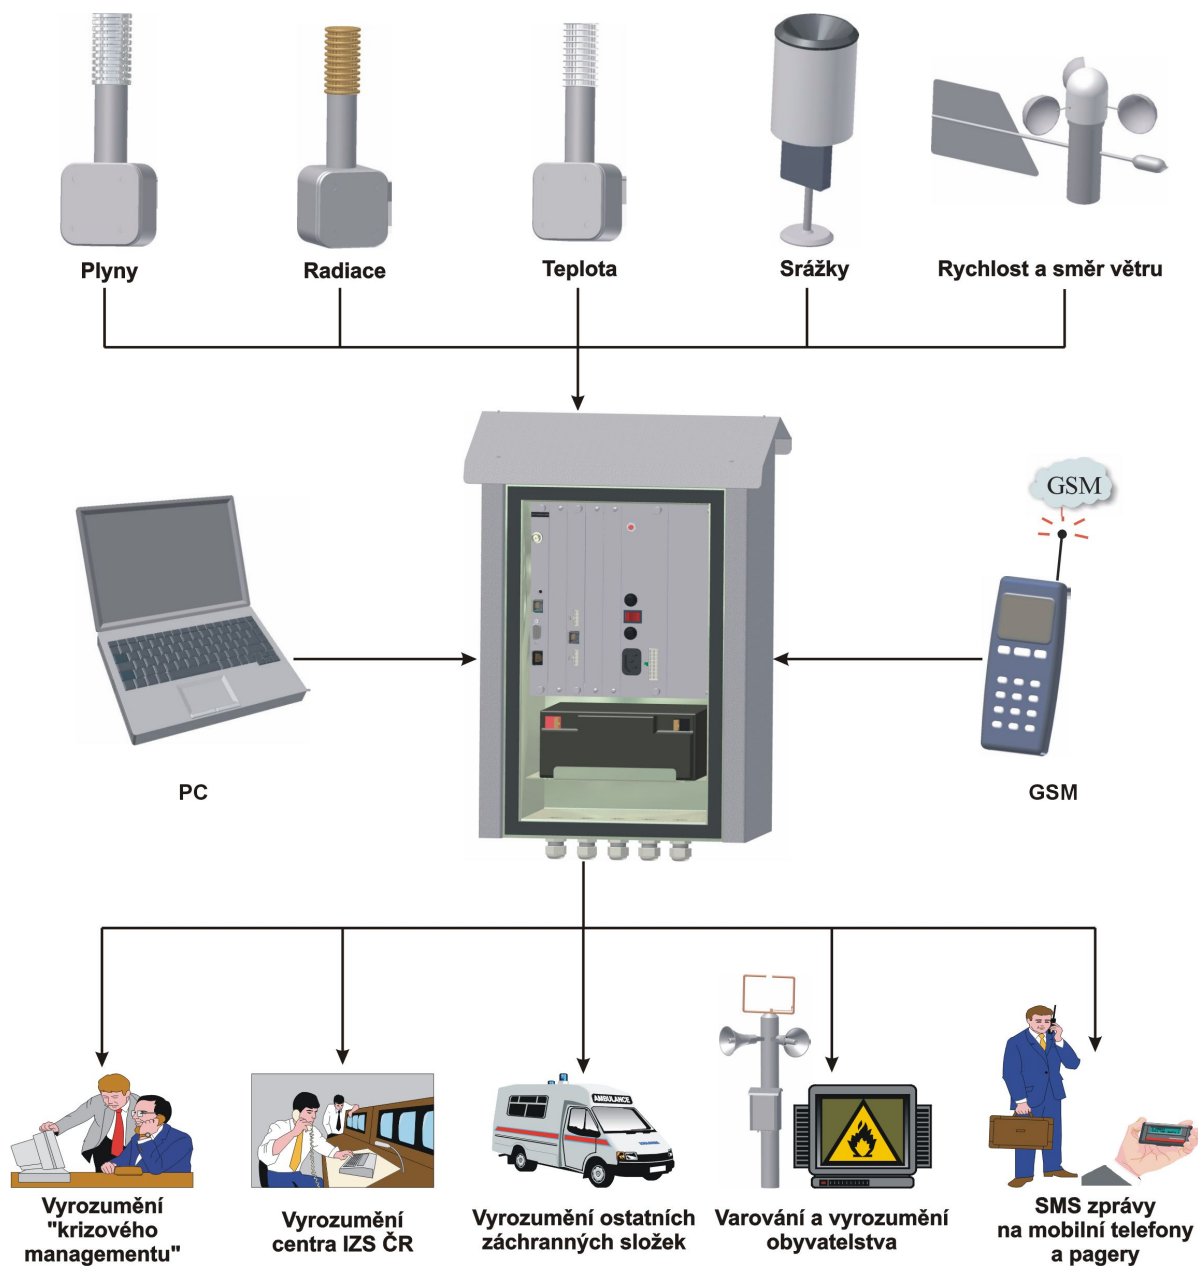 Plyny
Radiace
Teplota
Srážky
Rychlost a směr větru
GSM
PC
GSM
AMBULANCE
Vyrozumění
"krizového
managementu"
Vyrozumění
centra IZS ČR
Vyrozumění ostatních
záchranných složek
Varování a vyrozumění
obyvatelstva
SMS zprávy
na mobilní telefony
a pagery